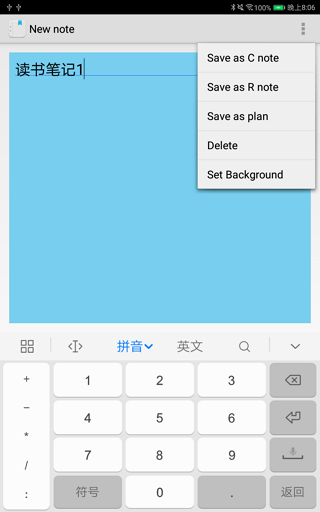 100% 晚上8:06
New note
读书笔记1
Save as C note
Save as R note
Save as plan
Delete
Set Background
拼音 英文
+ 1 2 3
− 4 5 6
* 7 8 9
/
: 符号 0 . 返回